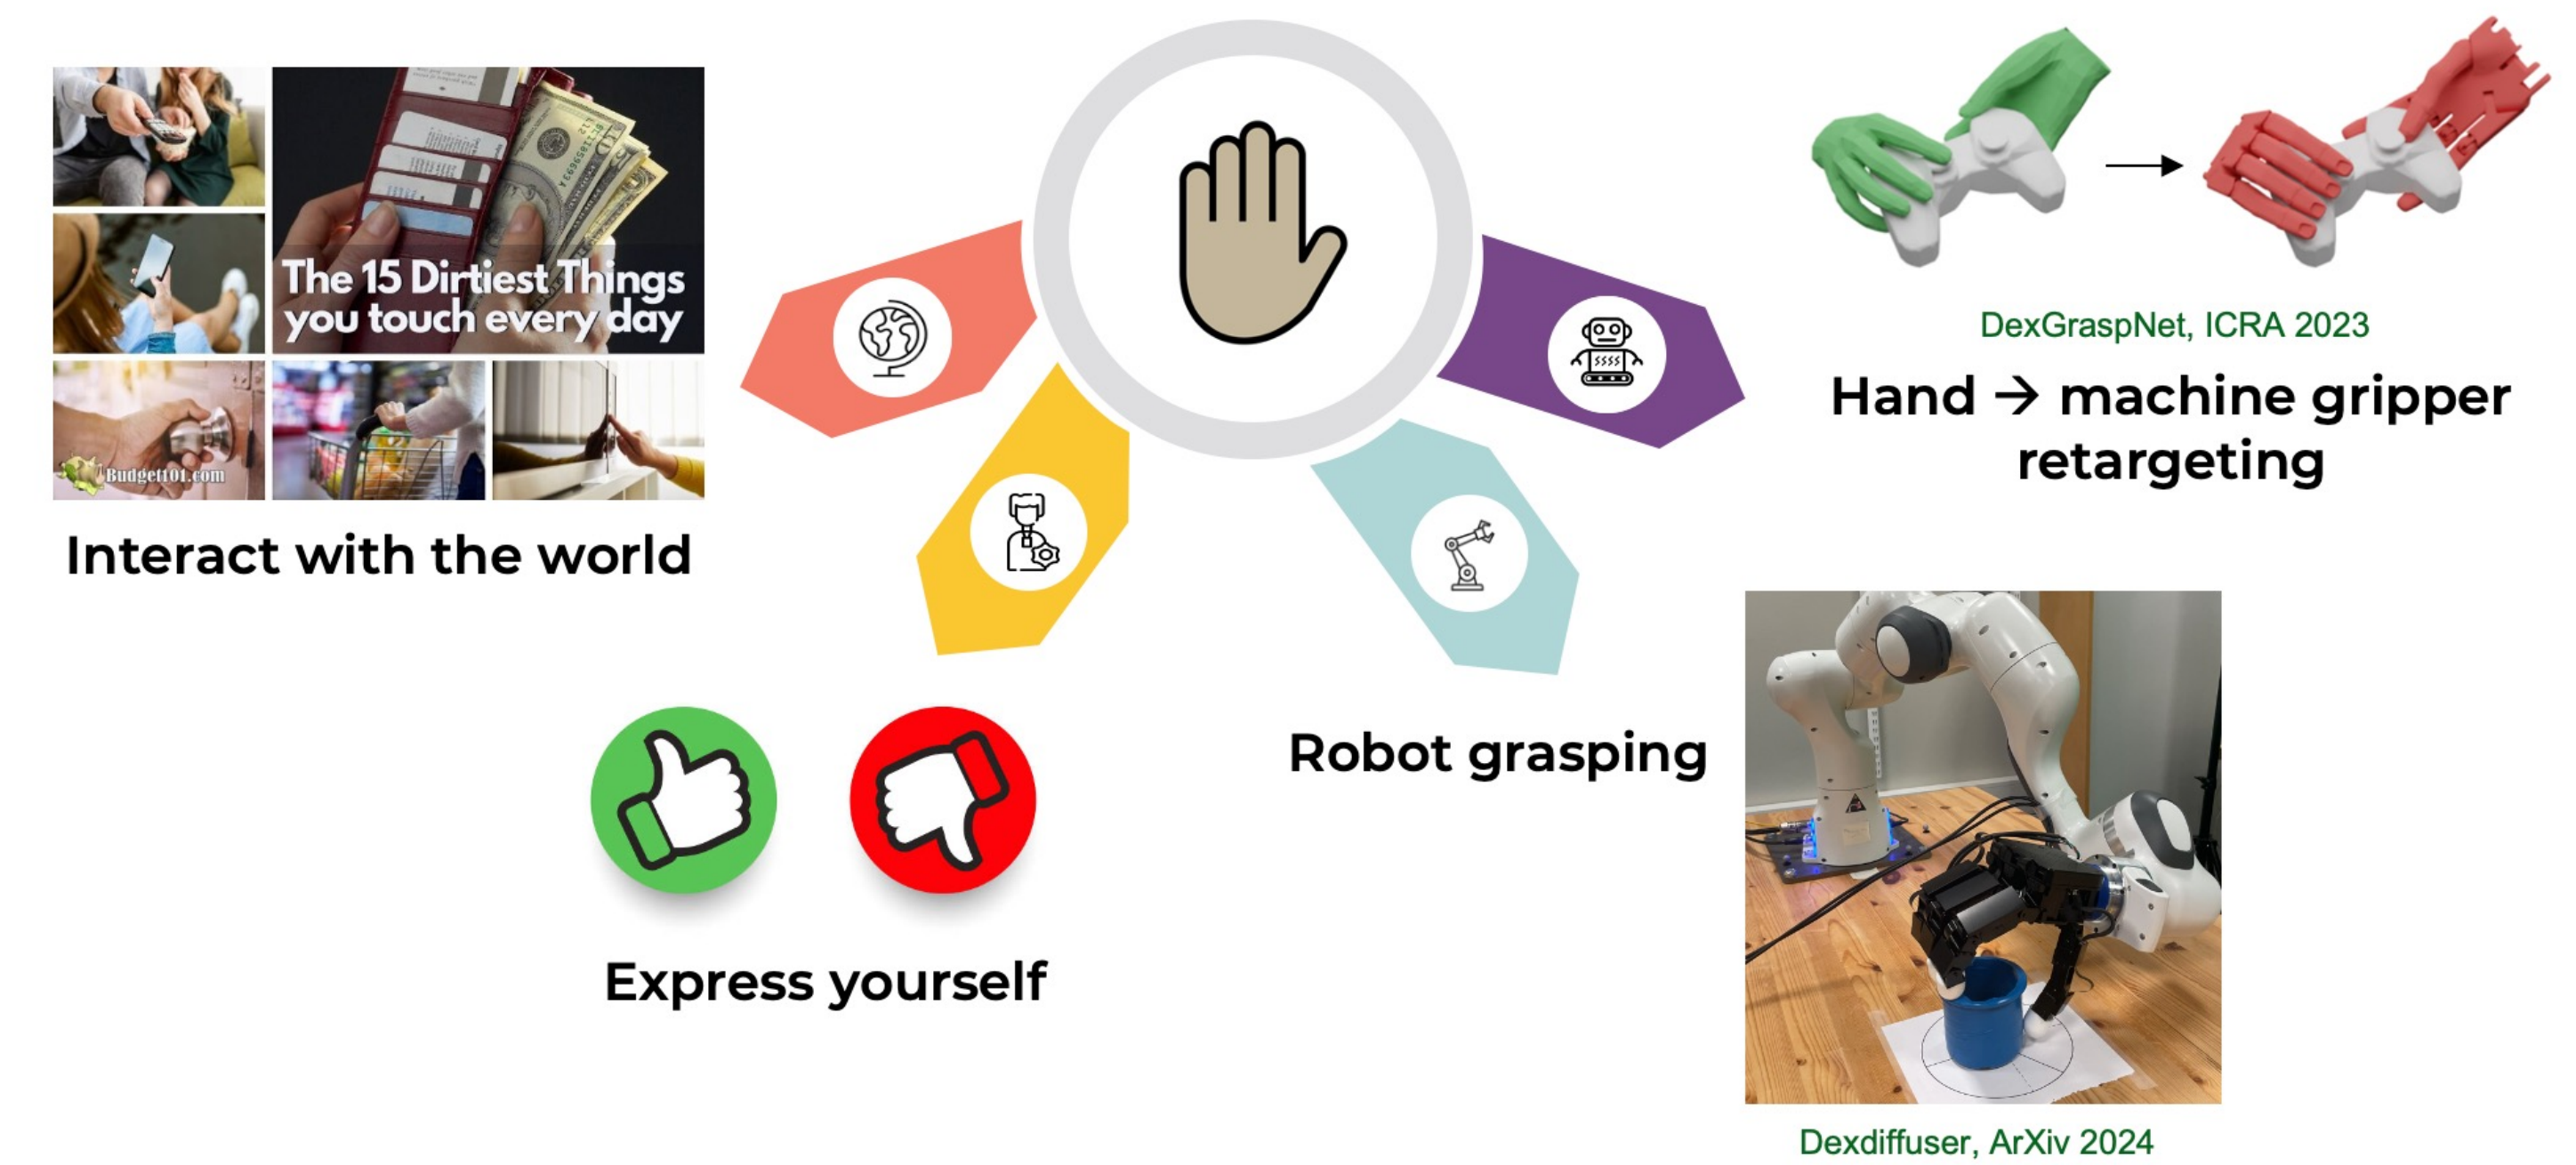 The 15 Dirtiest Things
you touch every day
Budget101.com
Interact with the world
Express yourself
Robot grasping
DexGraspNet, ICRA 2023
Hand → machine gripper
retargeting
Dexdiffuser, ArXiv 2024